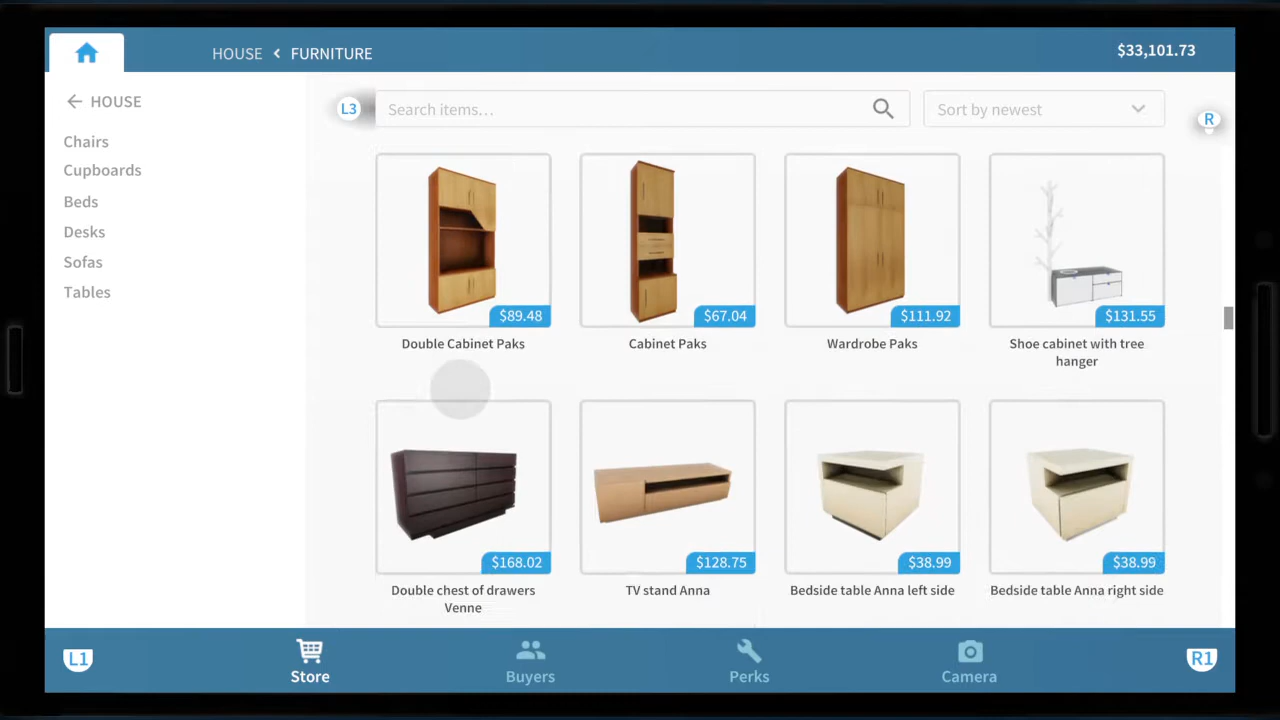 HOUSE < FURNITURE
$33,101.73
HOUSE
Chairs
Cupboards
Beds
Desks
Sofas
Tables
L3
Search items...
Sort by newest
R
$89.48
$67.04
$111.92
$131.55
Double Cabinet Paks
Cabinet Paks
Wardrobe Paks
Shoe cabinet with tree
hanger
$168.02
$128.75
$38.99
$38.99
Double chest of drawers
Venne
TV stand Anna
Bedside table Anna left side
Bedside table Anna right side
L1
Store
Buyers
Perks
Camera
R1